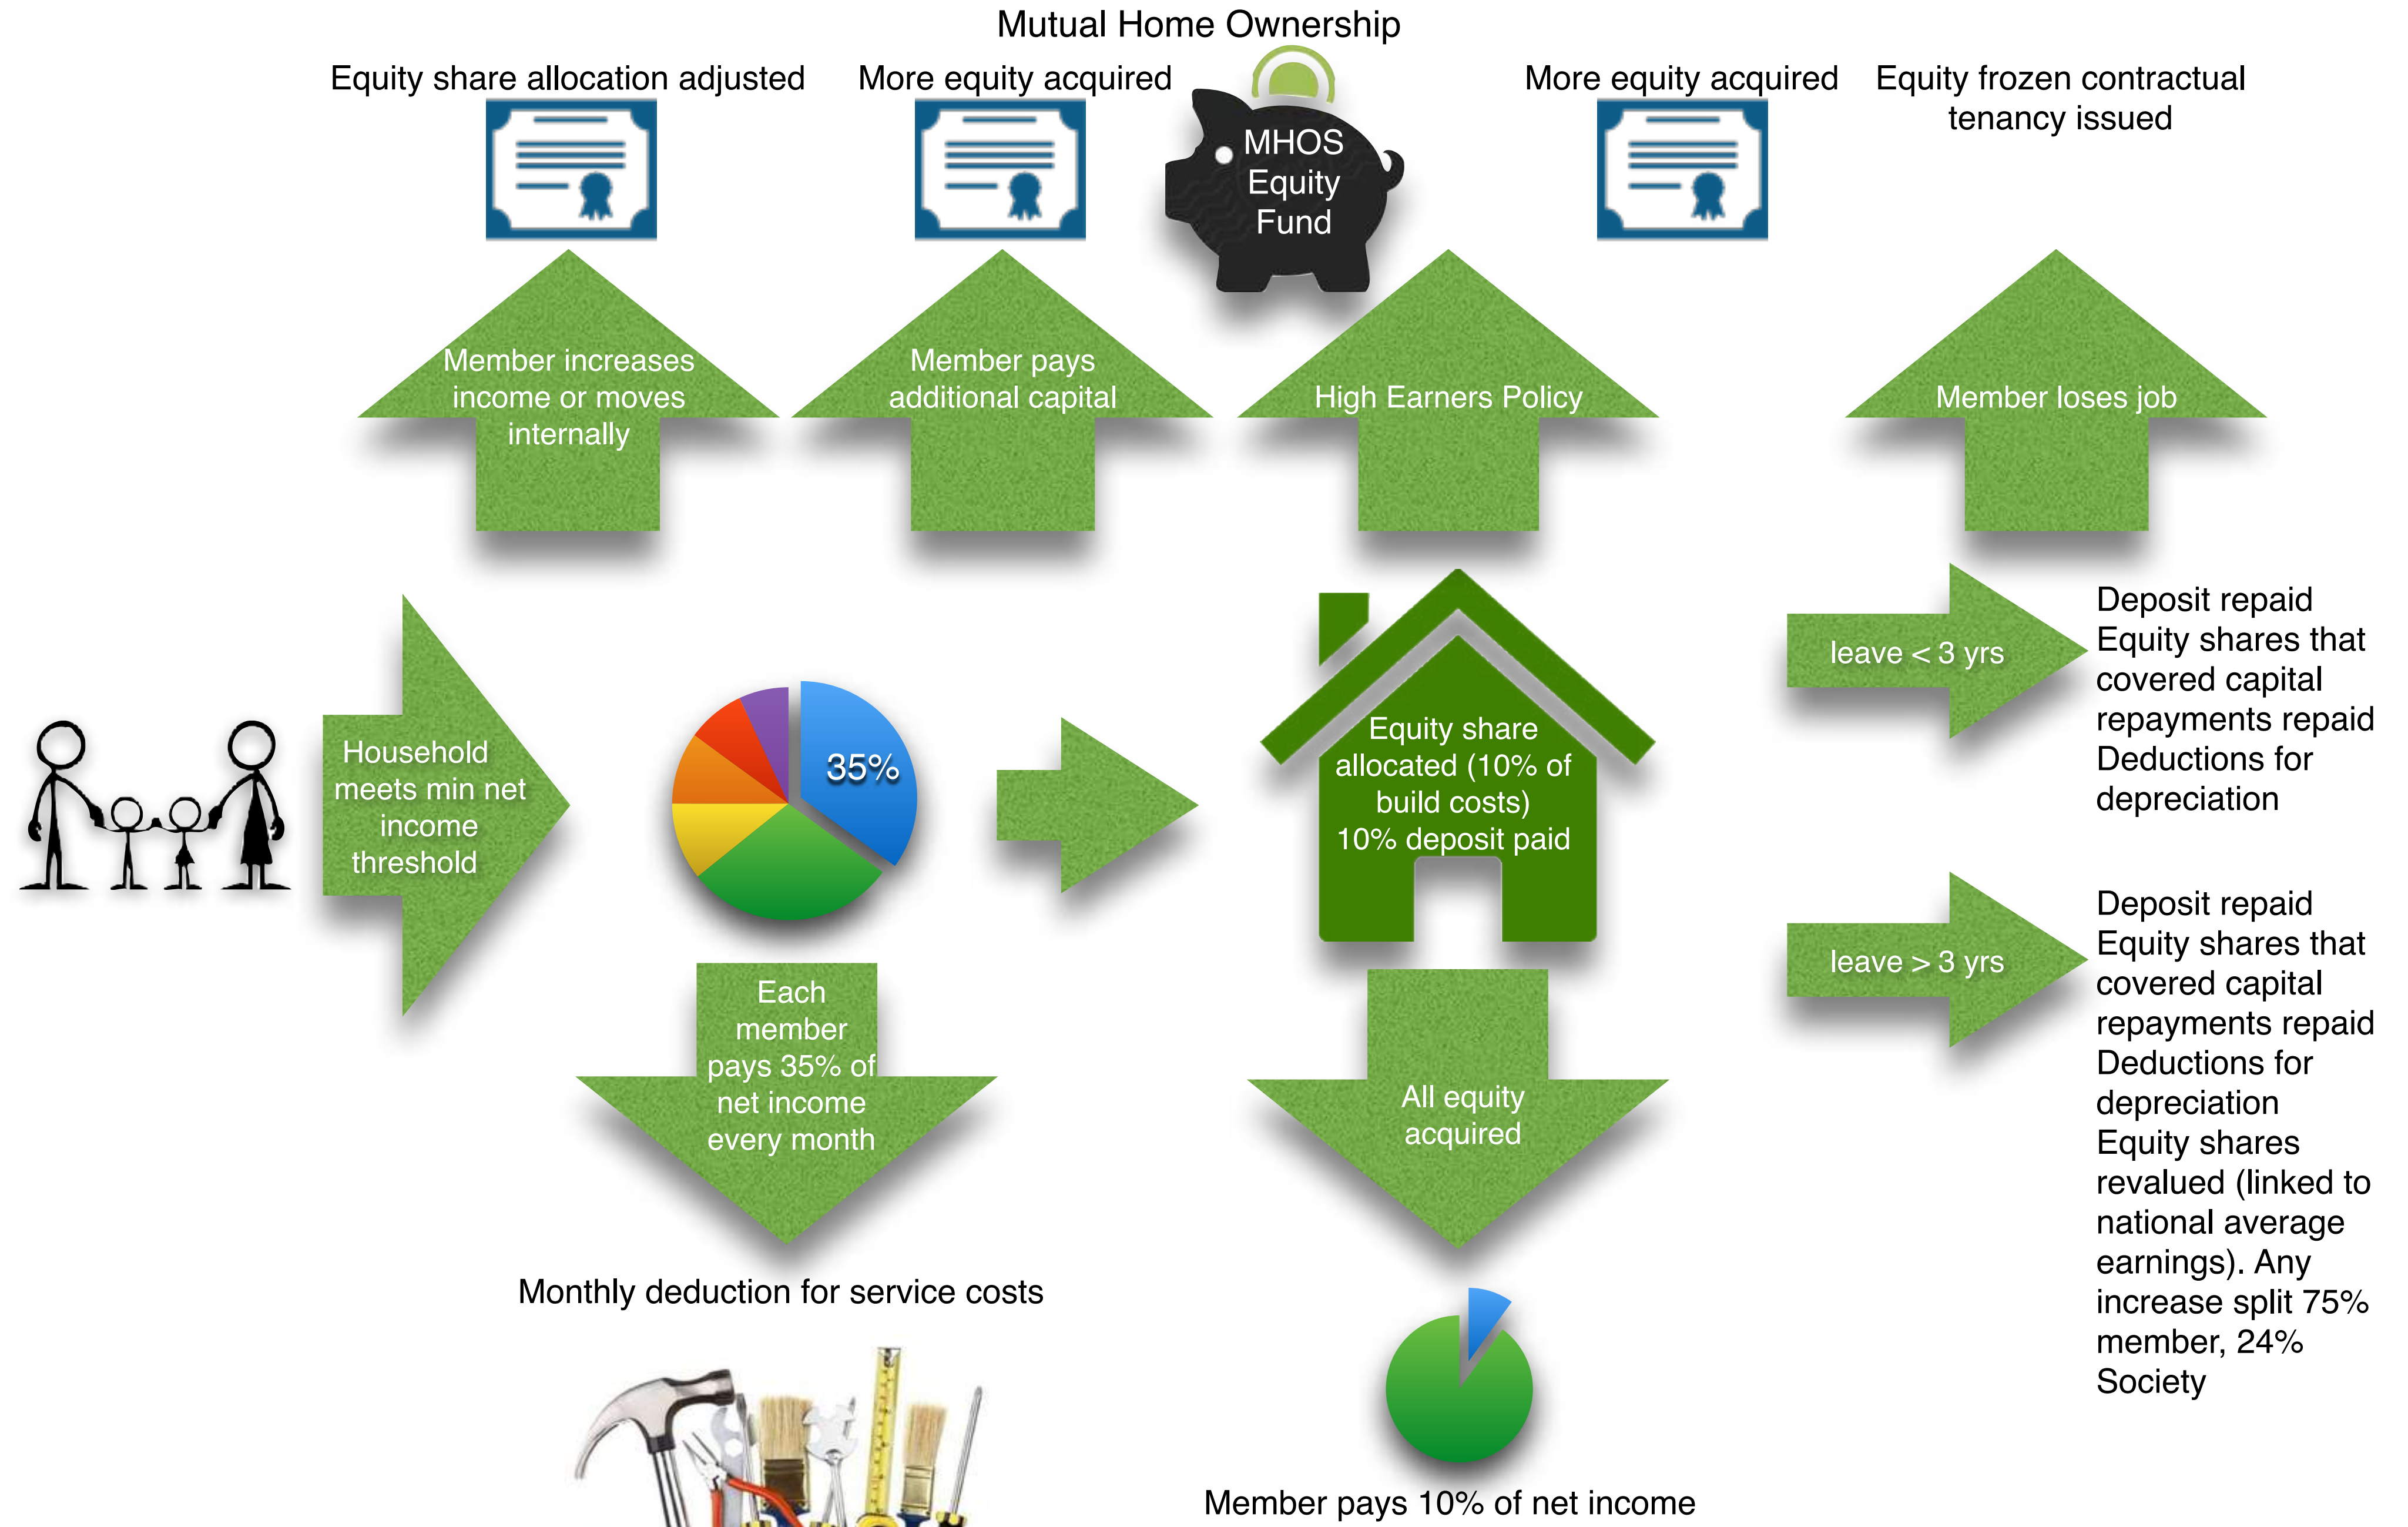 Mutual Home Ownership
Equity share allocation adjusted
More equity acquired
MHOS
Equity
Fund
More equity acquired
Equity frozen contractual
tenancy issued
Member increases
income or moves
internally
Member pays
additional capital
High Earners Policy
Member loses job
Household
meets min net
income
threshold
35%
Equity share
allocated (10% of
build costs)
10% deposit paid
leave < 3 yrs
Deposit repaid
Equity shares that
covered capital
repayments repaid
Deductions for
depreciation
leave > 3 yrs
Deposit repaid
Equity shares that
covered capital
repayments repaid
Deductions for
depreciation
Equity shares
revalued (linked to
national average
earnings). Any
increase split 75%
member, 24%
Society
Each
member
pays 35% of
net income
every month
All equity
acquired
Monthly deduction for service costs
Member pays 10% of net income